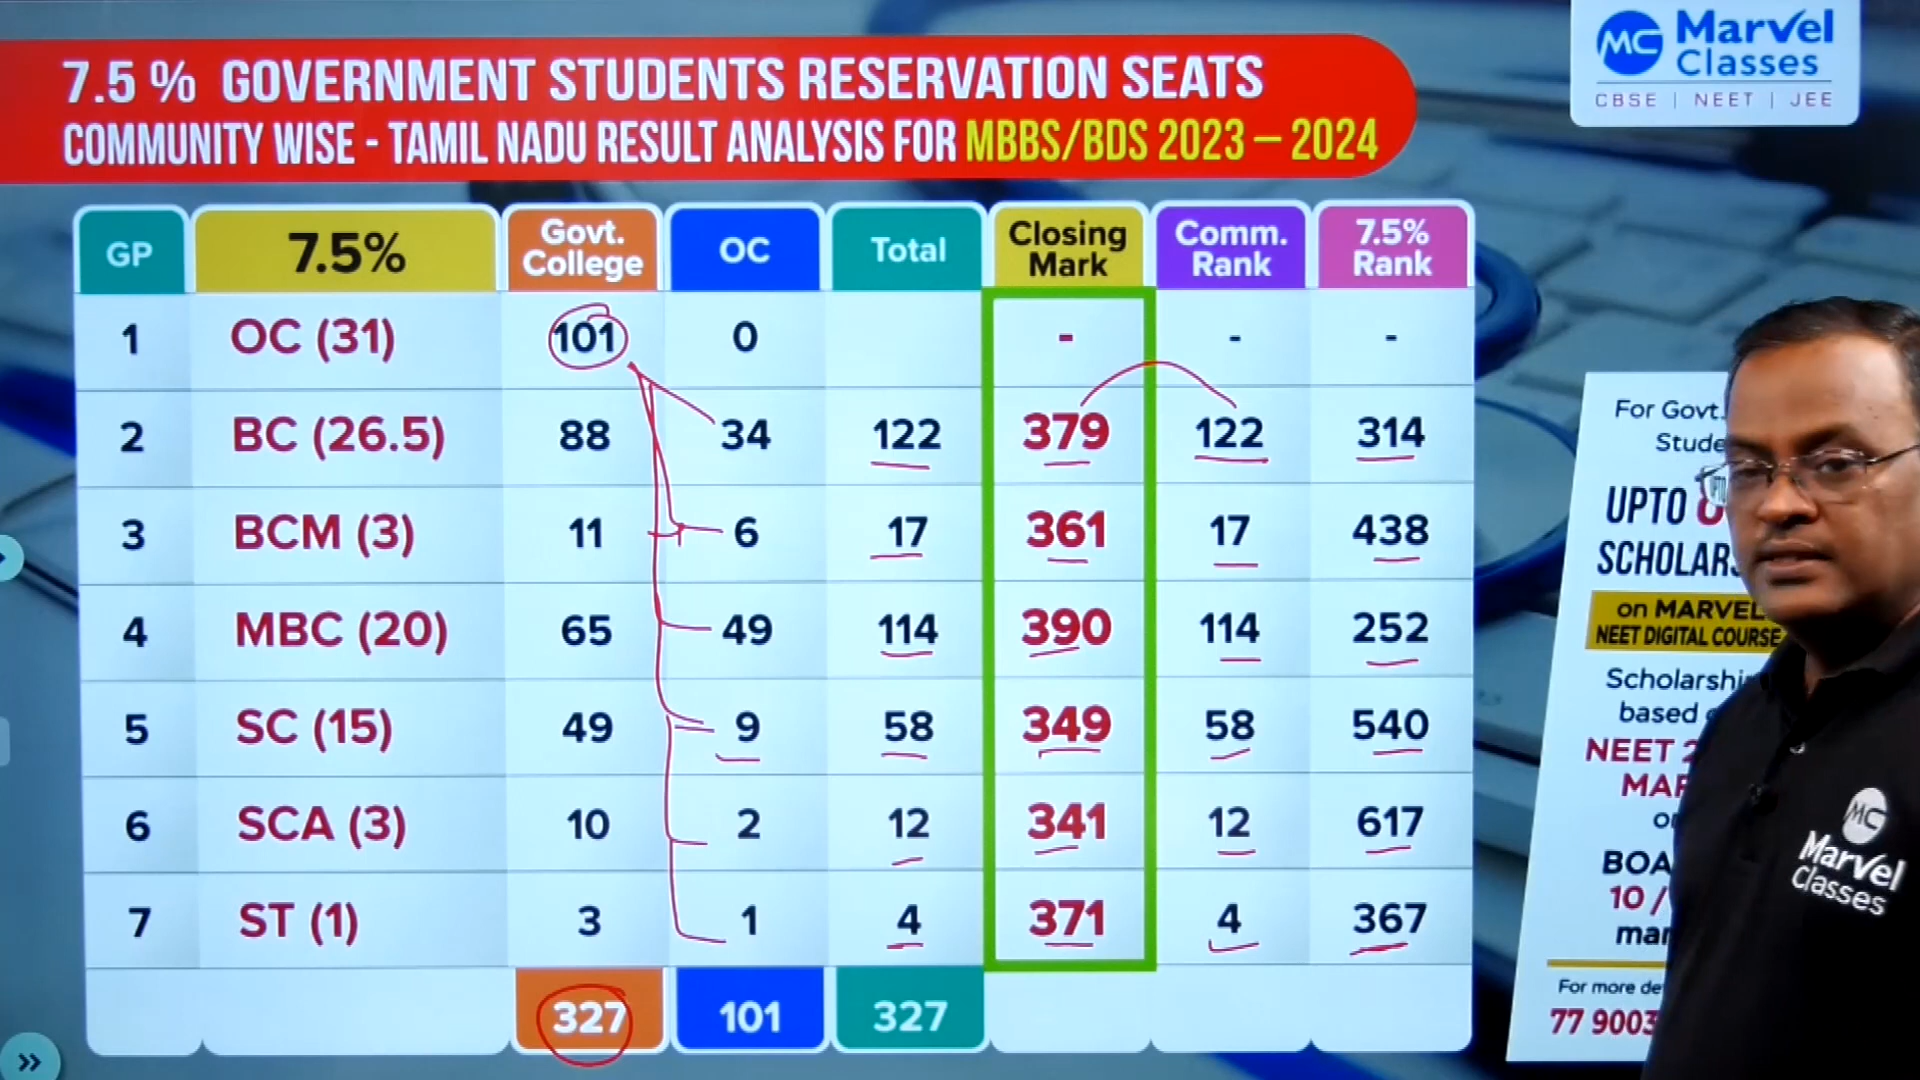 MC Marvel
Classes
CBSE | NEET | JEE
7.5 % GOVERNMENT STUDENTS RESERVATION SEATS
COMMUNITY WISE - TAMIL NADU RESULT ANALYSIS FOR MBBS/BDS 2023 – 2024
GP 7.5% Govt. College OC Total Closing Mark Comm. Rank 7.5% Rank
1 OC (31) 101 0 - - -
2 BC (26.5) 88 34 122 379 122 314
3 BCM (3) 11 6 17 361 17 438
4 MBC (20) 65 49 114 390 114 252
5 SC (15) 49 9 58 349 58 540
6 SCA (3) 10 2 12 341 12 617
7 ST (1) 3 1 4 371 4 367
327 101 327
For Govt.
UPTO
on MARVEL
NEET DIGITAL COURSE
based
NEET
10 /
For more
77 9003
MC
Marvel
Classes